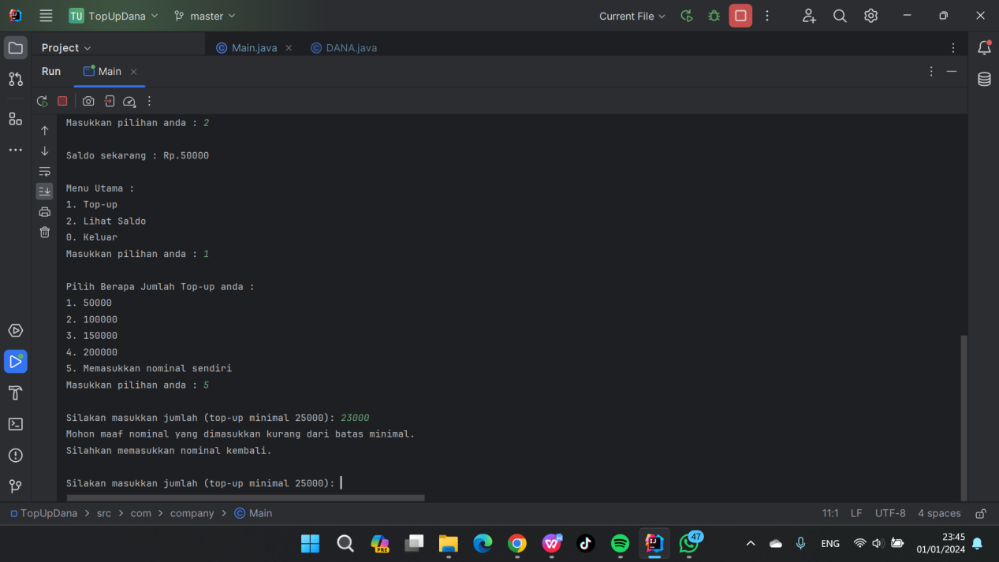 TU TopUpDana master Current File
Project Main.java DANA.java
Run Main
Masukkan pilihan anda : 2
Saldo sekarang : Rp.50000
Menu Utama :
1. Top-up
2. Lihat Saldo
0. Keluar
Masukkan pilihan anda : 1
Pilih Berapa Jumlah Top-up anda :
1. 50000
2. 100000
3. 150000
4. 200000
5. Memasukkan nominal sendiri
Masukkan pilihan anda : 5
Silakan masukkan jumlah (top-up minimal 25000): 23000
Mohon maaf nominal yang dimasukkan kurang dari batas minimal.
Silahkan memasukkan nominal kembali.
Silakan masukkan jumlah (top-up minimal 25000):
TopUpDana > src > com > company > Main 11:1 LF UTF-8 4 spaces
PRE 47 ENG 23:45
01/01/2024